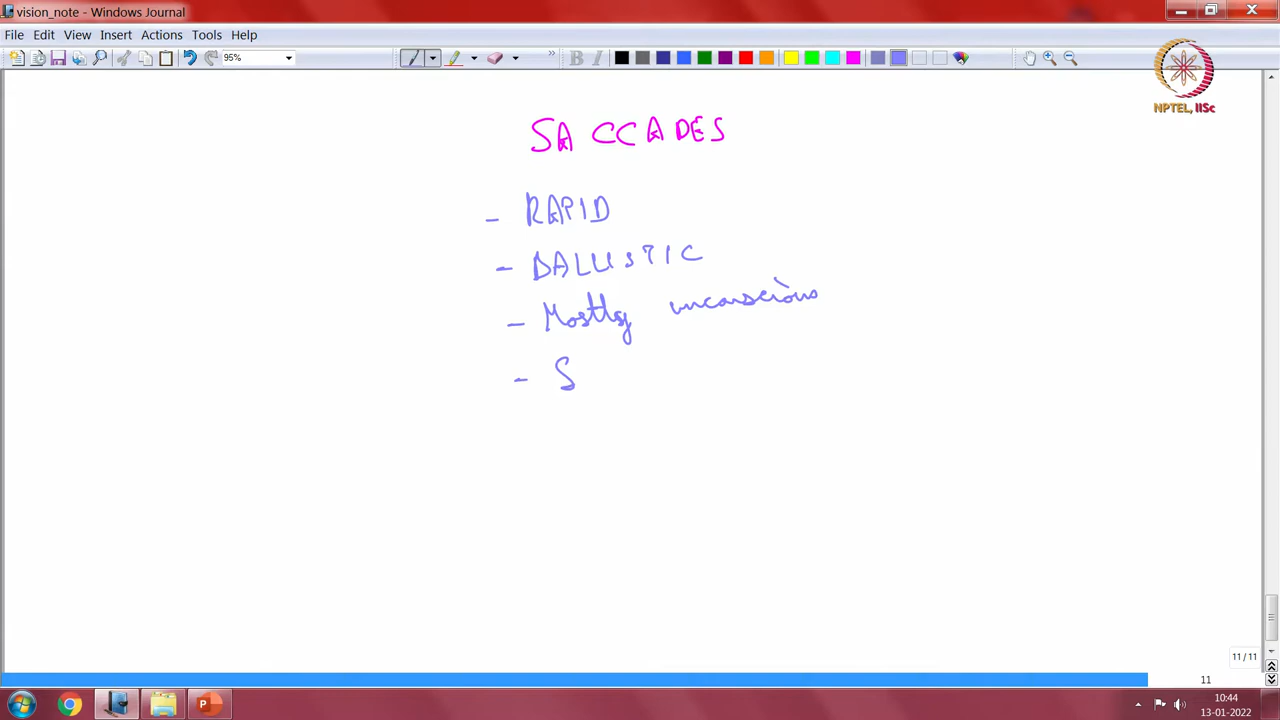 vision_note - Windows Journal
File Edit View Insert Actions Tools Help
95%
NPTEL, IISc
SACCADES
- RAPID
- BALLISTIC
- Mostly unconscious
- S
11 / 11
11
10:44
13-01-2022